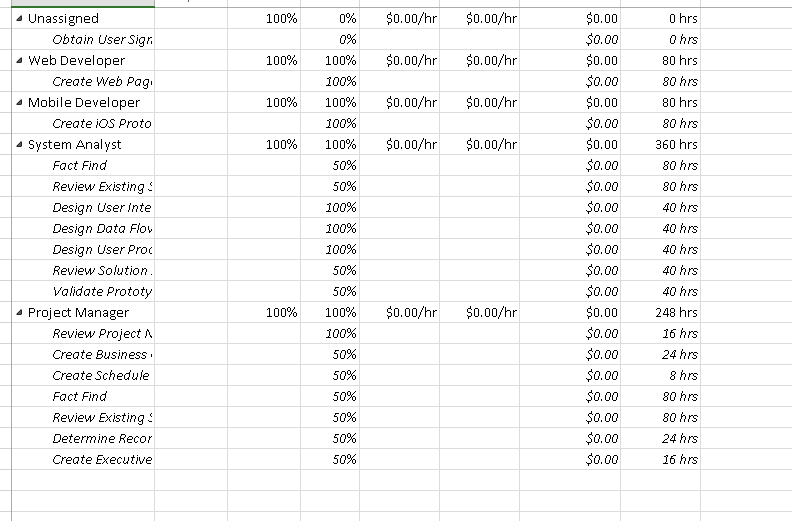 Unassigned 100% 0% $0.00/hr $0.00/hr $0.00 0 hrs
Obtain User Sign 0% $0.00 0 hrs
Web Developer 100% 100% $0.00/hr $0.00/hr $0.00 80 hrs
Create Web Page 100% $0.00 80 hrs
Mobile Developer 100% 100% $0.00/hr $0.00/hr $0.00 80 hrs
Create iOS Proto 100% $0.00 80 hrs
System Analyst 100% 100% $0.00/hr $0.00/hr $0.00 360 hrs
Fact Find 50% $0.00 80 hrs
Review Existing S 50% $0.00 80 hrs
Design User Inte 100% $0.00 40 hrs
Design Data Flow 100% $0.00 40 hrs
Design User Proc 100% $0.00 40 hrs
Review Solution 50% $0.00 40 hrs
Validate Prototy 50% $0.00 40 hrs
Project Manager 100% 100% $0.00/hr $0.00/hr $0.00 248 hrs
Review Project N 100% $0.00 16 hrs
Create Business 50% $0.00 24 hrs
Create Schedule 50% $0.00 8 hrs
Fact Find 50% $0.00 80 hrs
Review Existing S 50% $0.00 80 hrs
Determine Recor 50% $0.00 24 hrs
Create Executive 50% $0.00 16 hrs